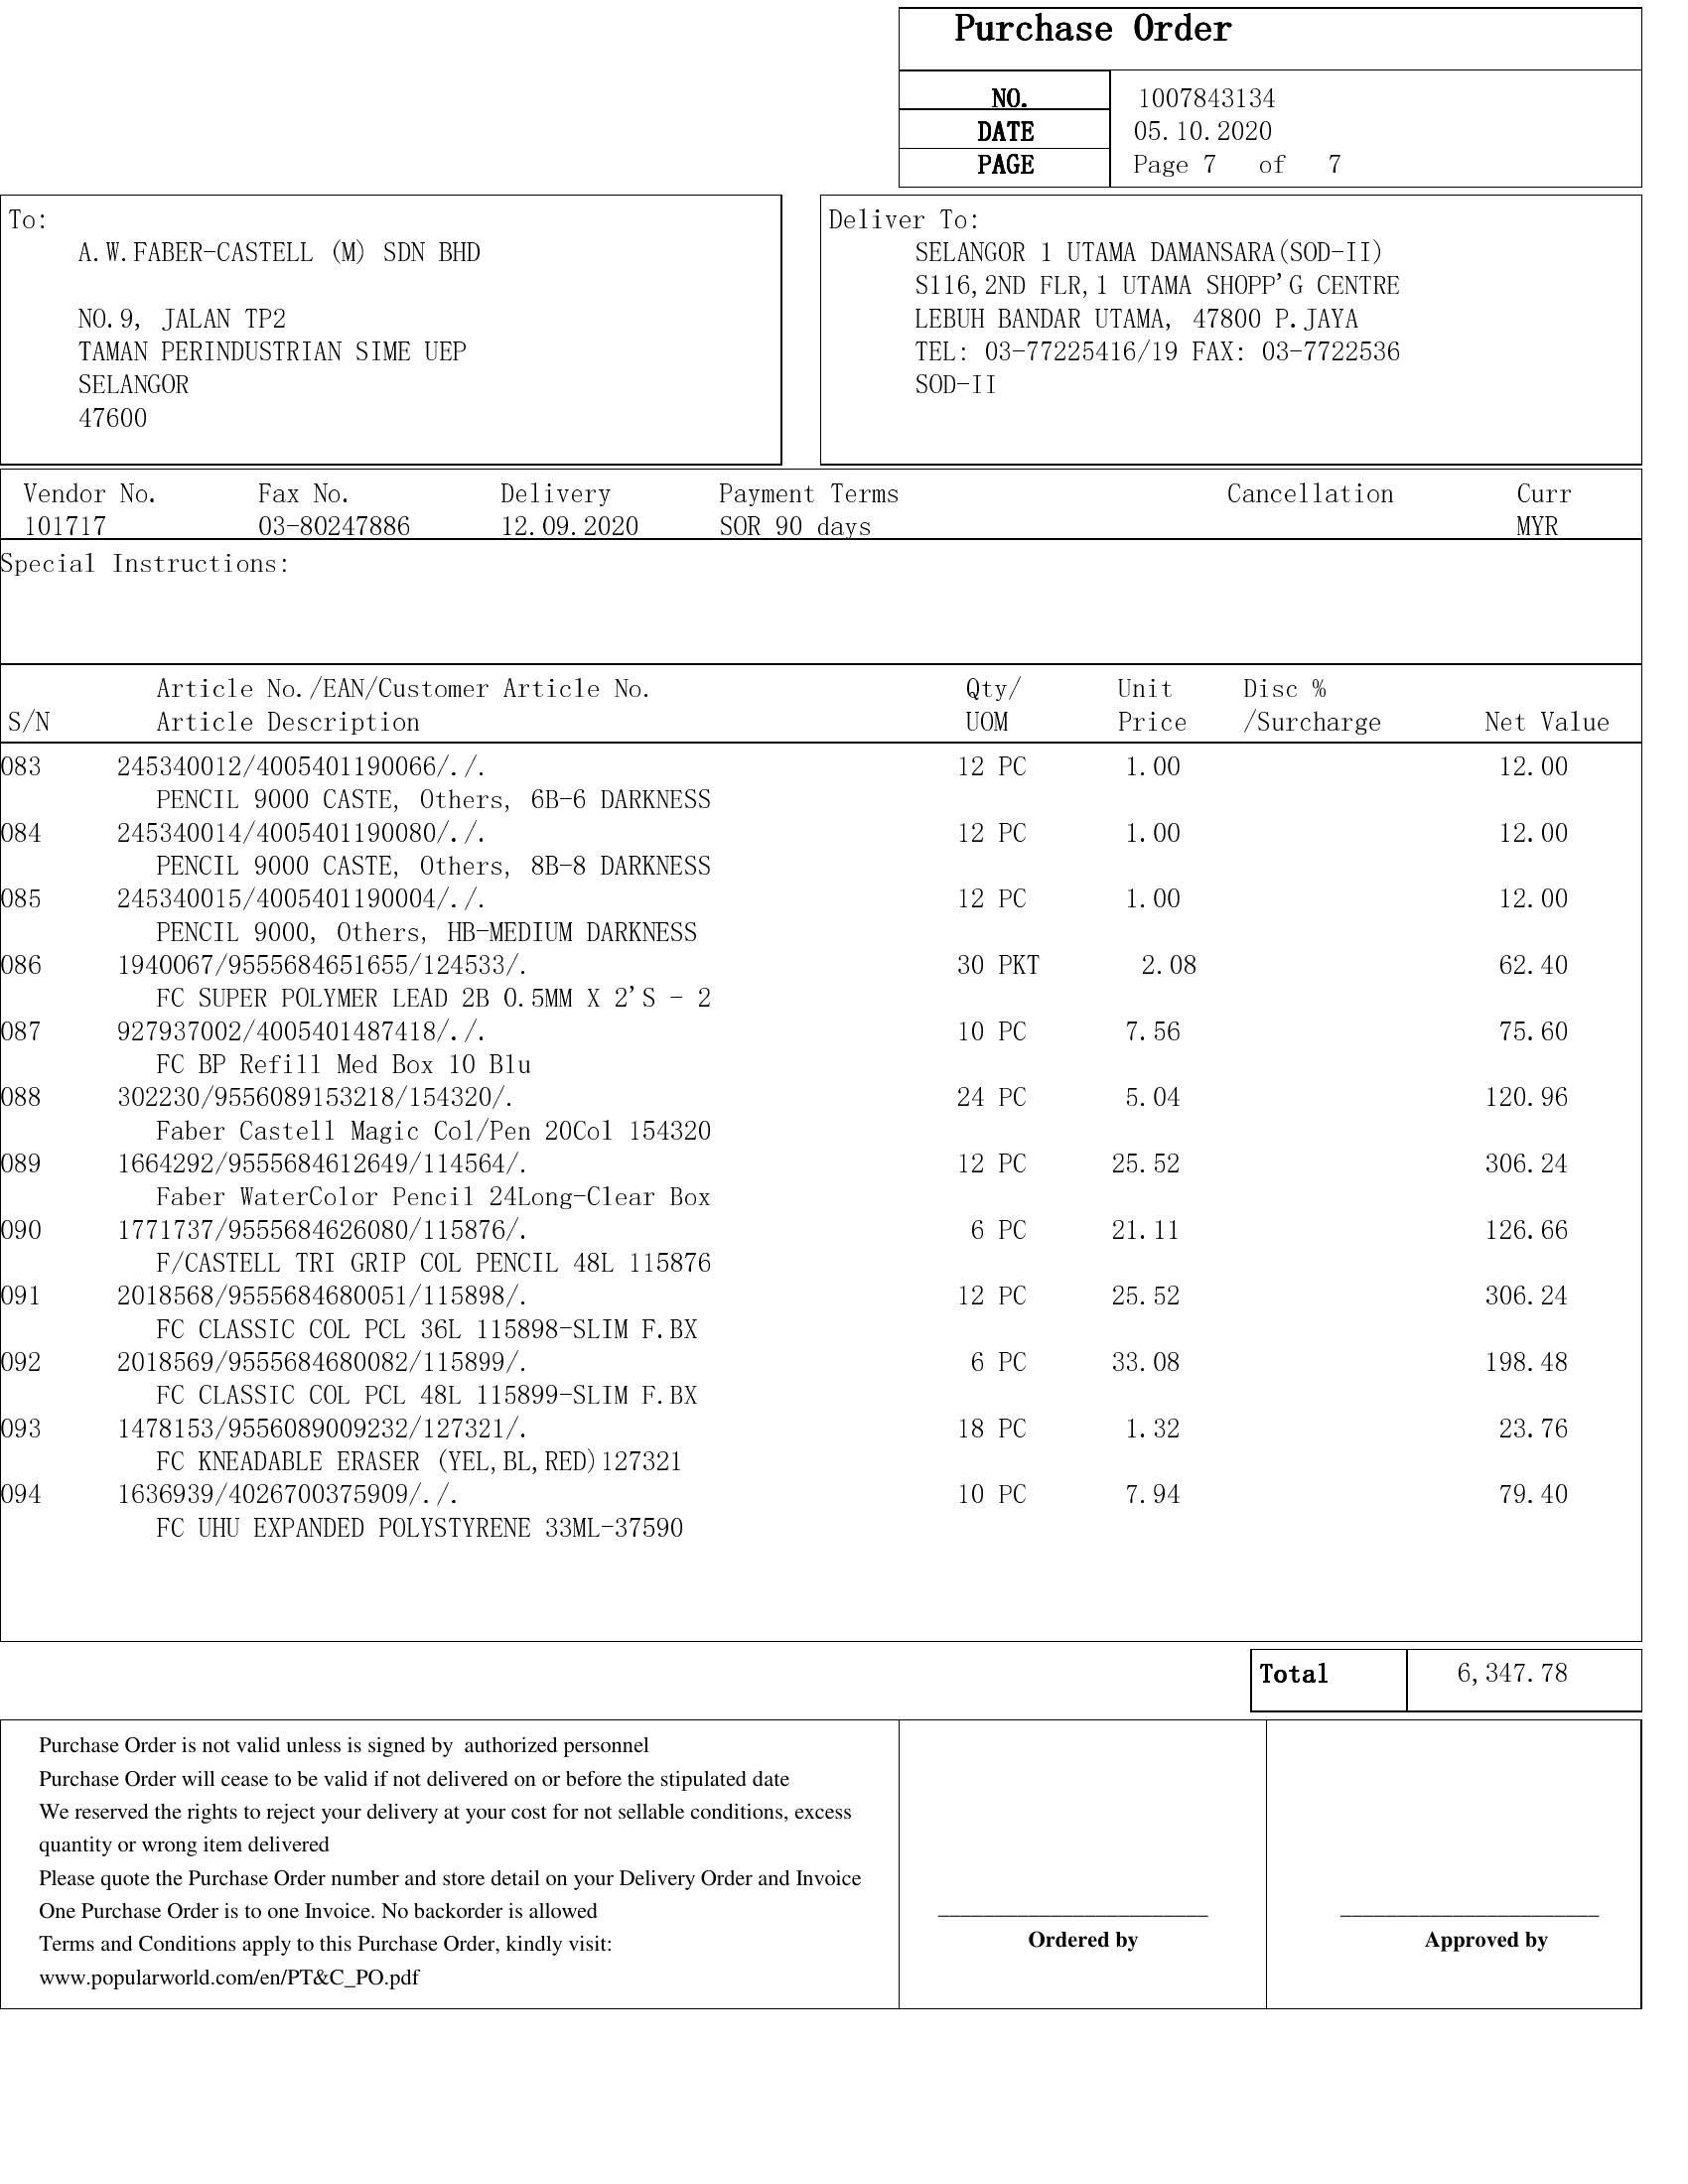 Purchase Order
NO. 1007843134
DATE 05.10.2020
PAGE Page 7 of 7
To:
A.W.FABER-CASTELL (M) SDN BHD
NO.9, JALAN TP2
TAMAN PERINDUSTRIAN SIME UEP
SELANGOR
47600
Deliver To:
SELANGOR 1 UTAMA DAMANSARA(SOD-II)
S116,2ND FLR,1 UTAMA SHOPP'G CENTRE
LEBUH BANDAR UTAMA, 47800 P.JAYA
TEL: 03-77225416/19 FAX: 03-7722536
SOD-II
Vendor No. Fax No. Delivery Payment Terms Cancellation Curr
101717 03-80247886 12.09.2020 SOR 90 days MYR
Special Instructions:
Article No./EAN/Customer Article No. Qty/ Unit Disc %
S/N Article Description UOM Price /Surcharge Net Value
083 245340012/4005401190066/./. 12 PC 1.00 12.00
PENCIL 9000 CASTE, Others, 6B-6 DARKNESS
084 245340014/4005401190080/./. 12 PC 1.00 12.00
PENCIL 9000 CASTE, Others, 8B-8 DARKNESS
085 245340015/4005401190004/./. 12 PC 1.00 12.00
PENCIL 9000, Others, HB-MEDIUM DARKNESS
086 1940067/9555684651655/124533/. 30 PKT 2.08 62.40
FC SUPER POLYMER LEAD 2B 0.5MM X 2'S - 2
087 927937002/4005401487418/./. 10 PC 7.56 75.60
FC BP Refill Med Box 10 Blu
088 302230/9556089153218/154320/. 24 PC 5.04 120.96
Faber Castell Magic Col/Pen 20Col 154320
089 1664292/9555684612649/114564/. 12 PC 25.52 306.24
Faber WaterColor Pencil 24Long-Clear Box
090 1771737/9555684626080/115876/. 6 PC 21.11 126.66
F/CASTELL TRI GRIP COL PENCIL 48L 115876
091 2018568/9555684680051/115898/. 12 PC 25.52 306.24
FC CLASSIC COL PCL 36L 115898-SLIM F.BX
092 2018569/9555684680082/115899/. 6 PC 33.08 198.48
FC CLASSIC COL PCL 48L 115899-SLIM F.BX
093 1478153/9556089009232/127321/. 18 PC 1.32 23.76
FC KNEADABLE ERASER (YEL,BL,RED)127321
094 1636939/4026700375909/./. 10 PC 7.94 79.40
FC UHU EXPANDED POLYSTYRENE 33ML-37590
Total 6,347.78
Purchase Order is not valid unless is signed by authorized personnel
Purchase Order will cease to be valid if not delivered on or before the stipulated date
We reserved the rights to reject your delivery at your cost for not sellable conditions, excess
quantity or wrong item delivered
Please quote the Purchase Order number and store detail on your Delivery Order and Invoice
One Purchase Order is to one Invoice. No backorder is allowed
Terms and Conditions apply to this Purchase Order, kindly visit:
www.popularworld.com/en/PT&C_PO.pdf
Ordered by
Approved by